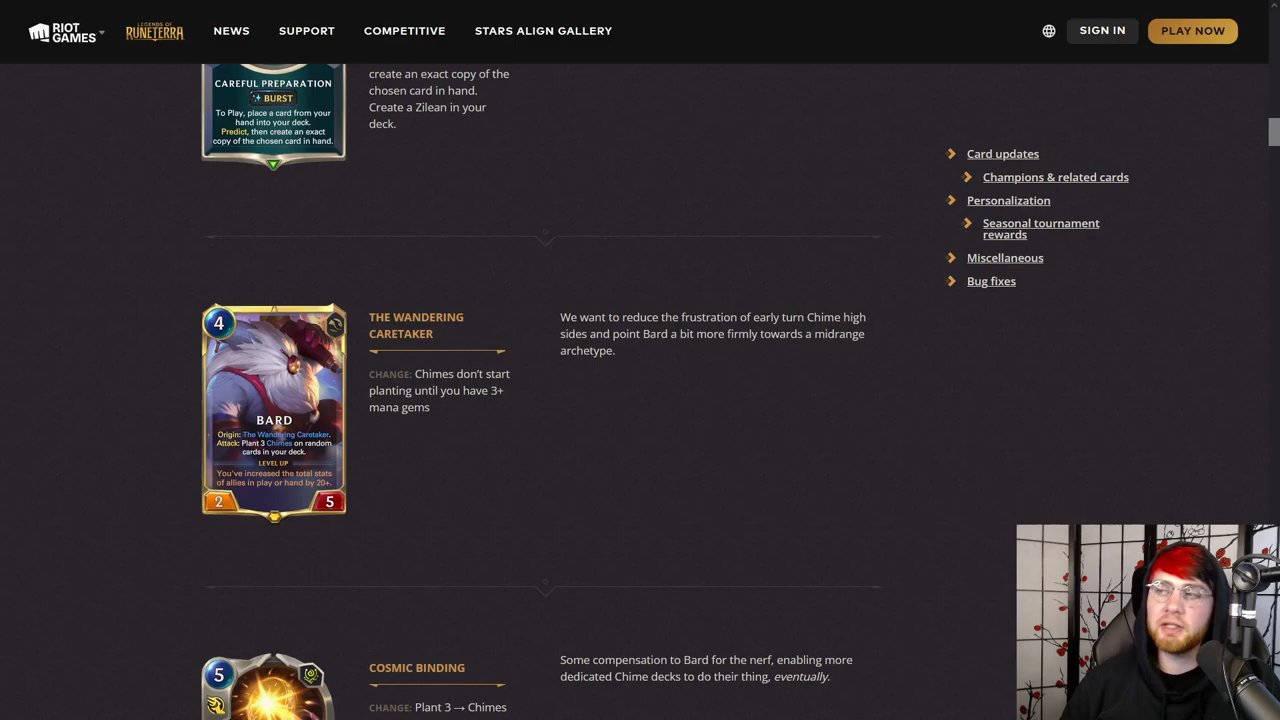 RIOT GAMES
LEGENDS OF RUNETERRA
NEWS
SUPPORT
COMPETITIVE
STARS ALIGN GALLERY
SIGN IN
PLAY NOW
CAREFUL PREPARATION
BURST
To Play, place a card from your
hand into your deck.
Predict, then create an exact
copy of the chosen card in hand.
create an exact copy of the
chosen card in hand.
Create a Zilean in your
deck.
Card updates
Champions & related cards
Personalization
Seasonal tournament
rewards
Miscellaneous
Bug fixes
4
BARD
Origin: The Wandering Caretaker.
Attack: Plant 3 Chimes on random
cards in your deck.
LEVEL UP
You've increased the total stats
of allies in play or hand by 20+.
2
5
THE WANDERING
CARETAKER
CHANGE: Chimes don't start
planting until you have 3+
mana gems
We want to reduce the frustration of early turn Chime high
sides and point Bard a bit more firmly towards a midrange
archetype.
5
COSMIC BINDING
CHANGE: Plant 3 → Chimes
Some compensation to Bard for the nerf, enabling more
dedicated Chime decks to do their thing, eventually.